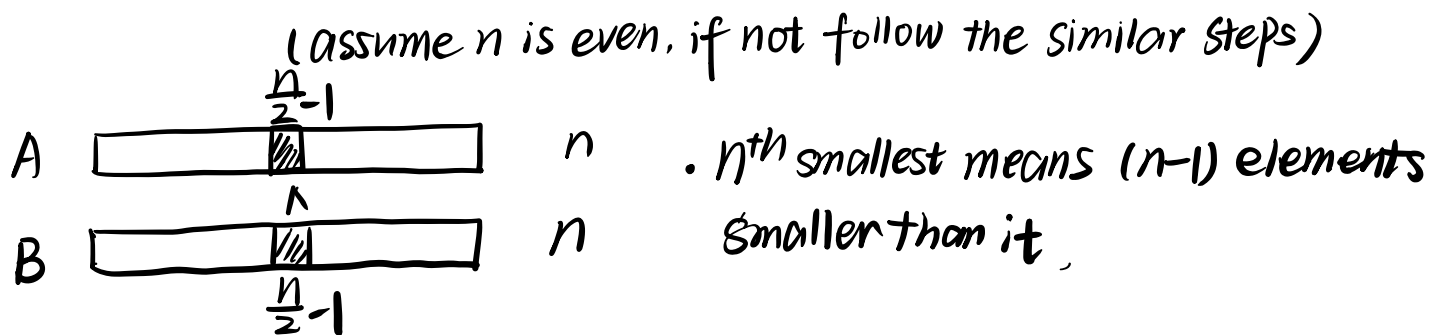 (assume n is even, if not follow the similar steps)
n/2 - 1
A n . nth smallest means (n-1) elements
∧
B n smaller than it,
n/2 - 1